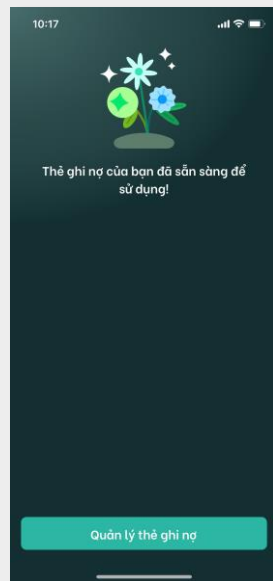 10:17
Thẻ ghi nợ của bạn đã sẵn sàng để
sử dụng!
Quản lý thẻ ghi nợ